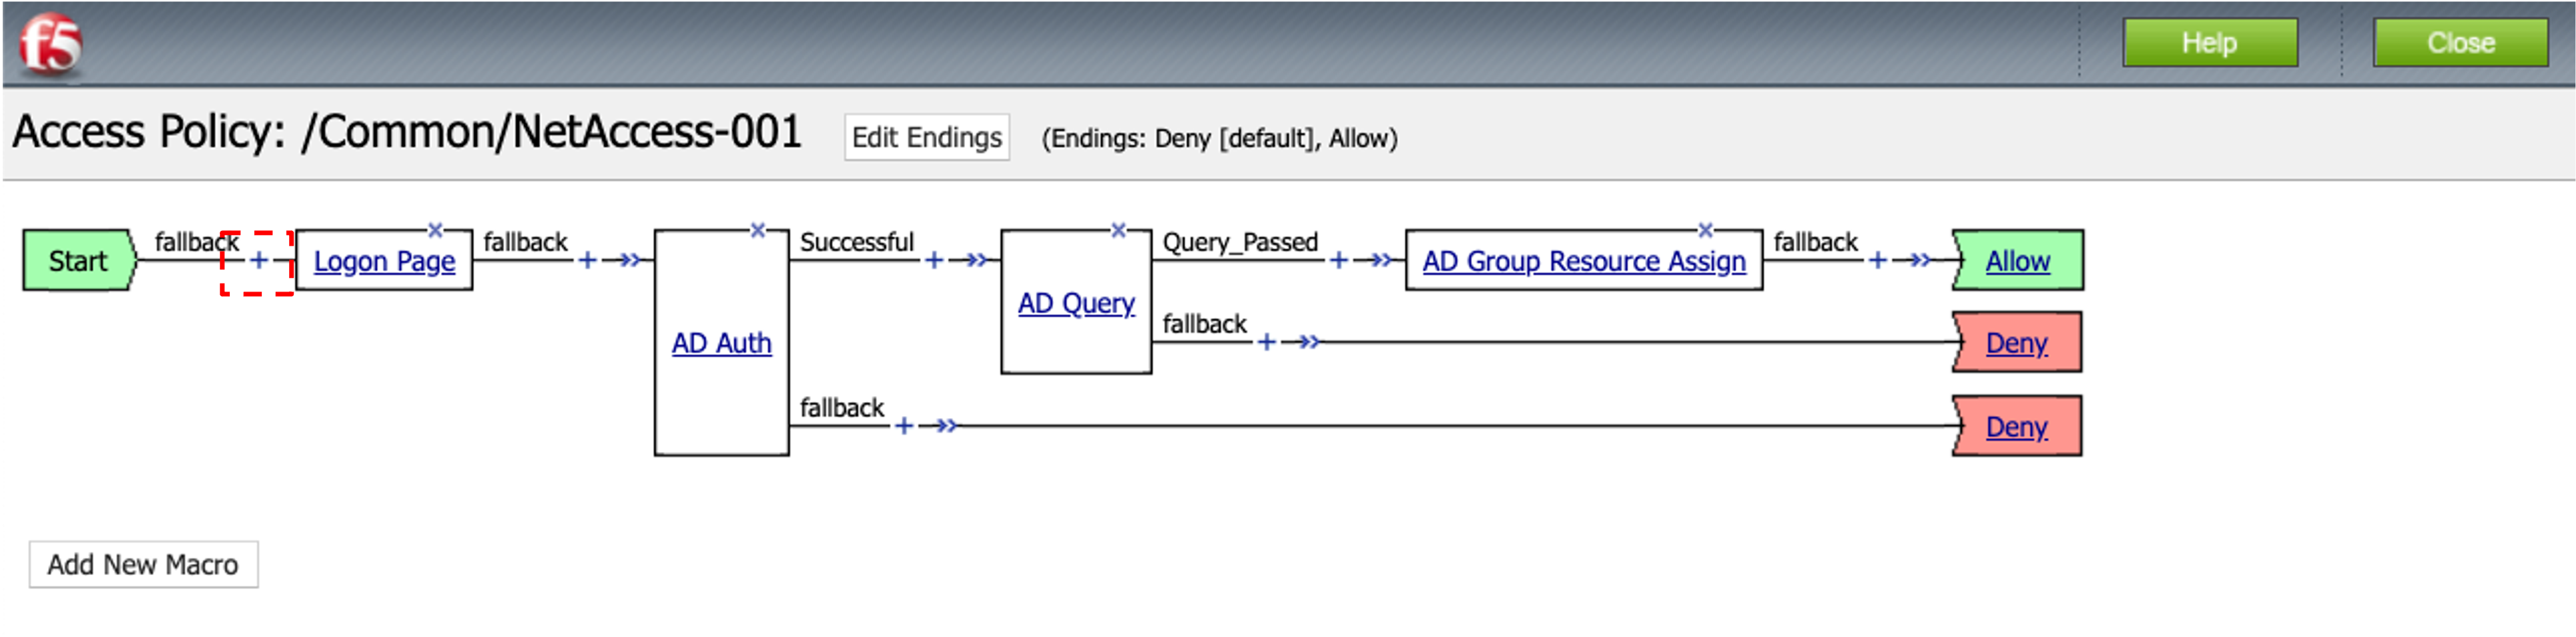 f5
Help
Close
Access Policy: /Common/NetAccess-001
Edit Endings
(Endings: Deny [default], Allow)
Start
fallback
Logon Page
fallback
AD Auth
Successful
AD Query
Query_Passed
AD Group Resource Assign
fallback
Allow
fallback
Deny
fallback
Deny
Add New Macro